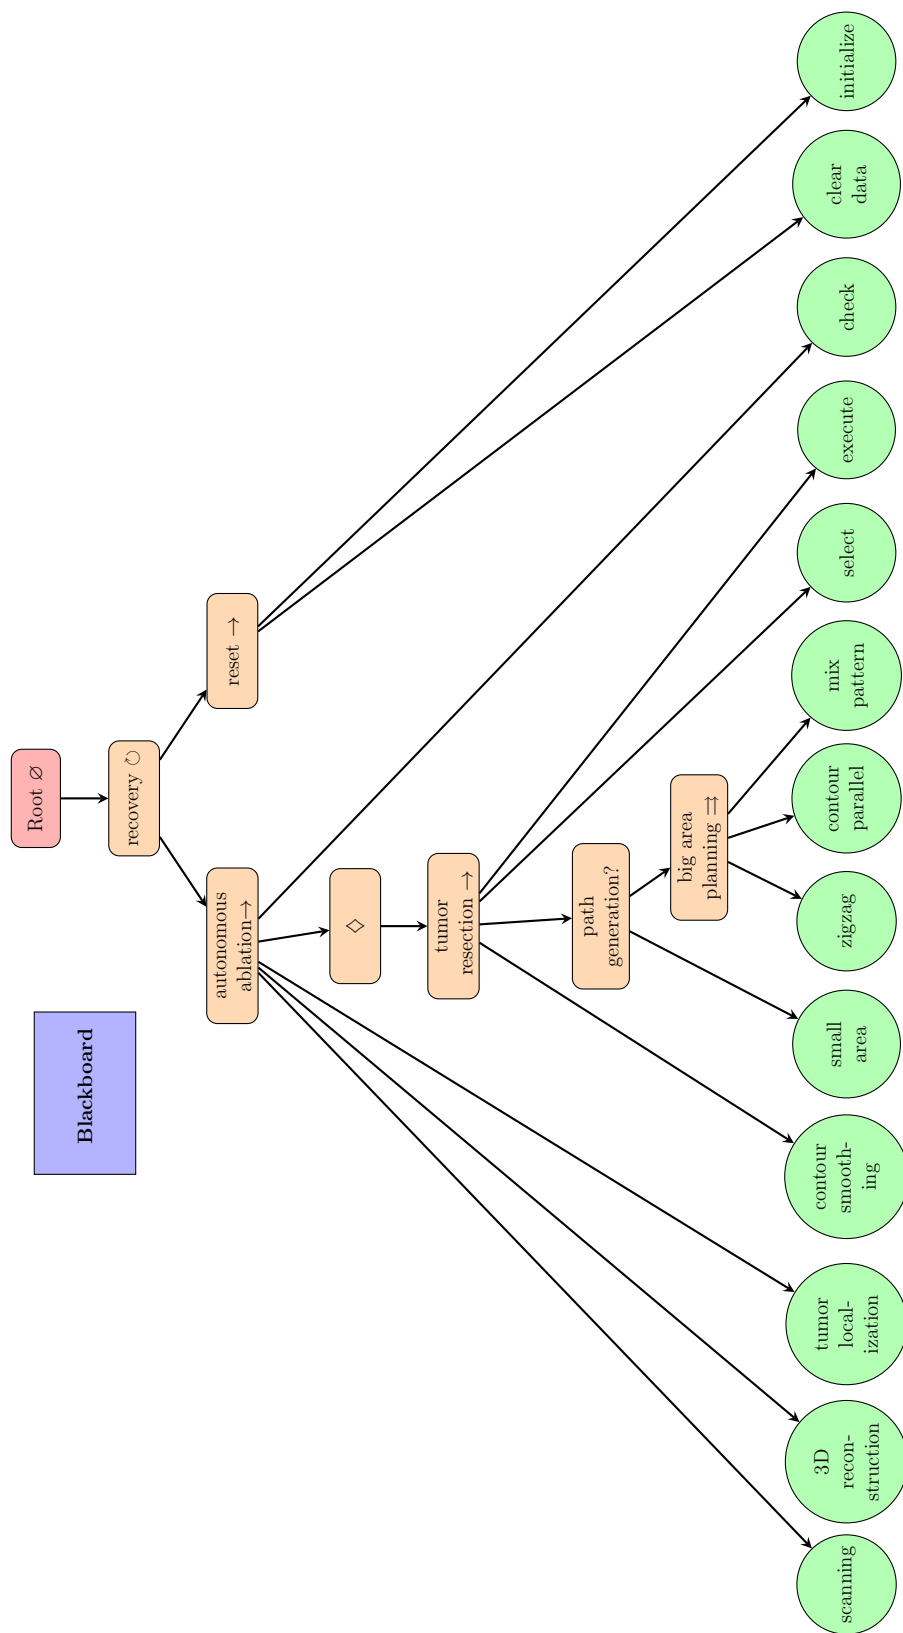 Root ∅
Blackboard
recovery ↻
autonomous
ablation→
reset →
◇
tumor
resection →
path
generation?
big area
planning ⇉
scanning
3D
recon-
struction
tumor
local-
ization
contour
smooth-
ing
small
area
zigzag
contour
parallel
mix
pattern
select
execute
check
clear
data
initialize